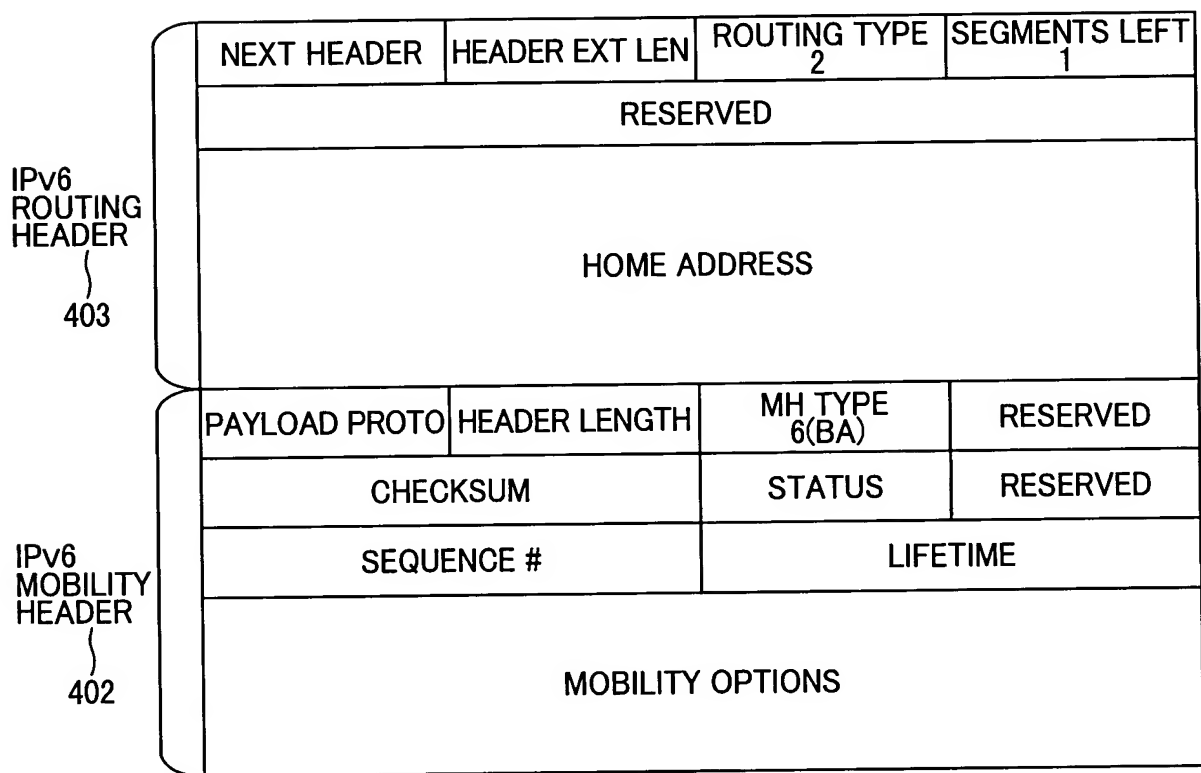 NEXT HEADER
HEADER EXT LEN
ROUTING TYPE
2
SEGMENTS LEFT
1
RESERVED
IPv6
ROUTING
HEADER
403
HOME ADDRESS
PAYLOAD PROTO
HEADER LENGTH
MH TYPE
6(BA)
RESERVED
CHECKSUM
STATUS
RESERVED
SEQUENCE #
LIFETIME
IPv6
MOBILITY
HEADER
402
MOBILITY OPTIONS